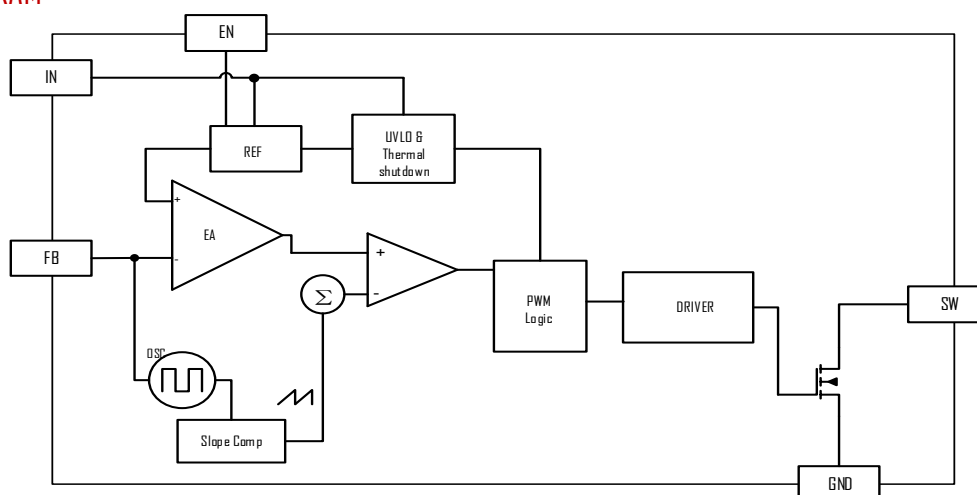 EN
IN
REF
UVLO &
Thermal
shutdown
+
EA
-
FB
+
-
Σ
PWM
Logic
DRIVER
SW
OSC
Slope Comp
GND